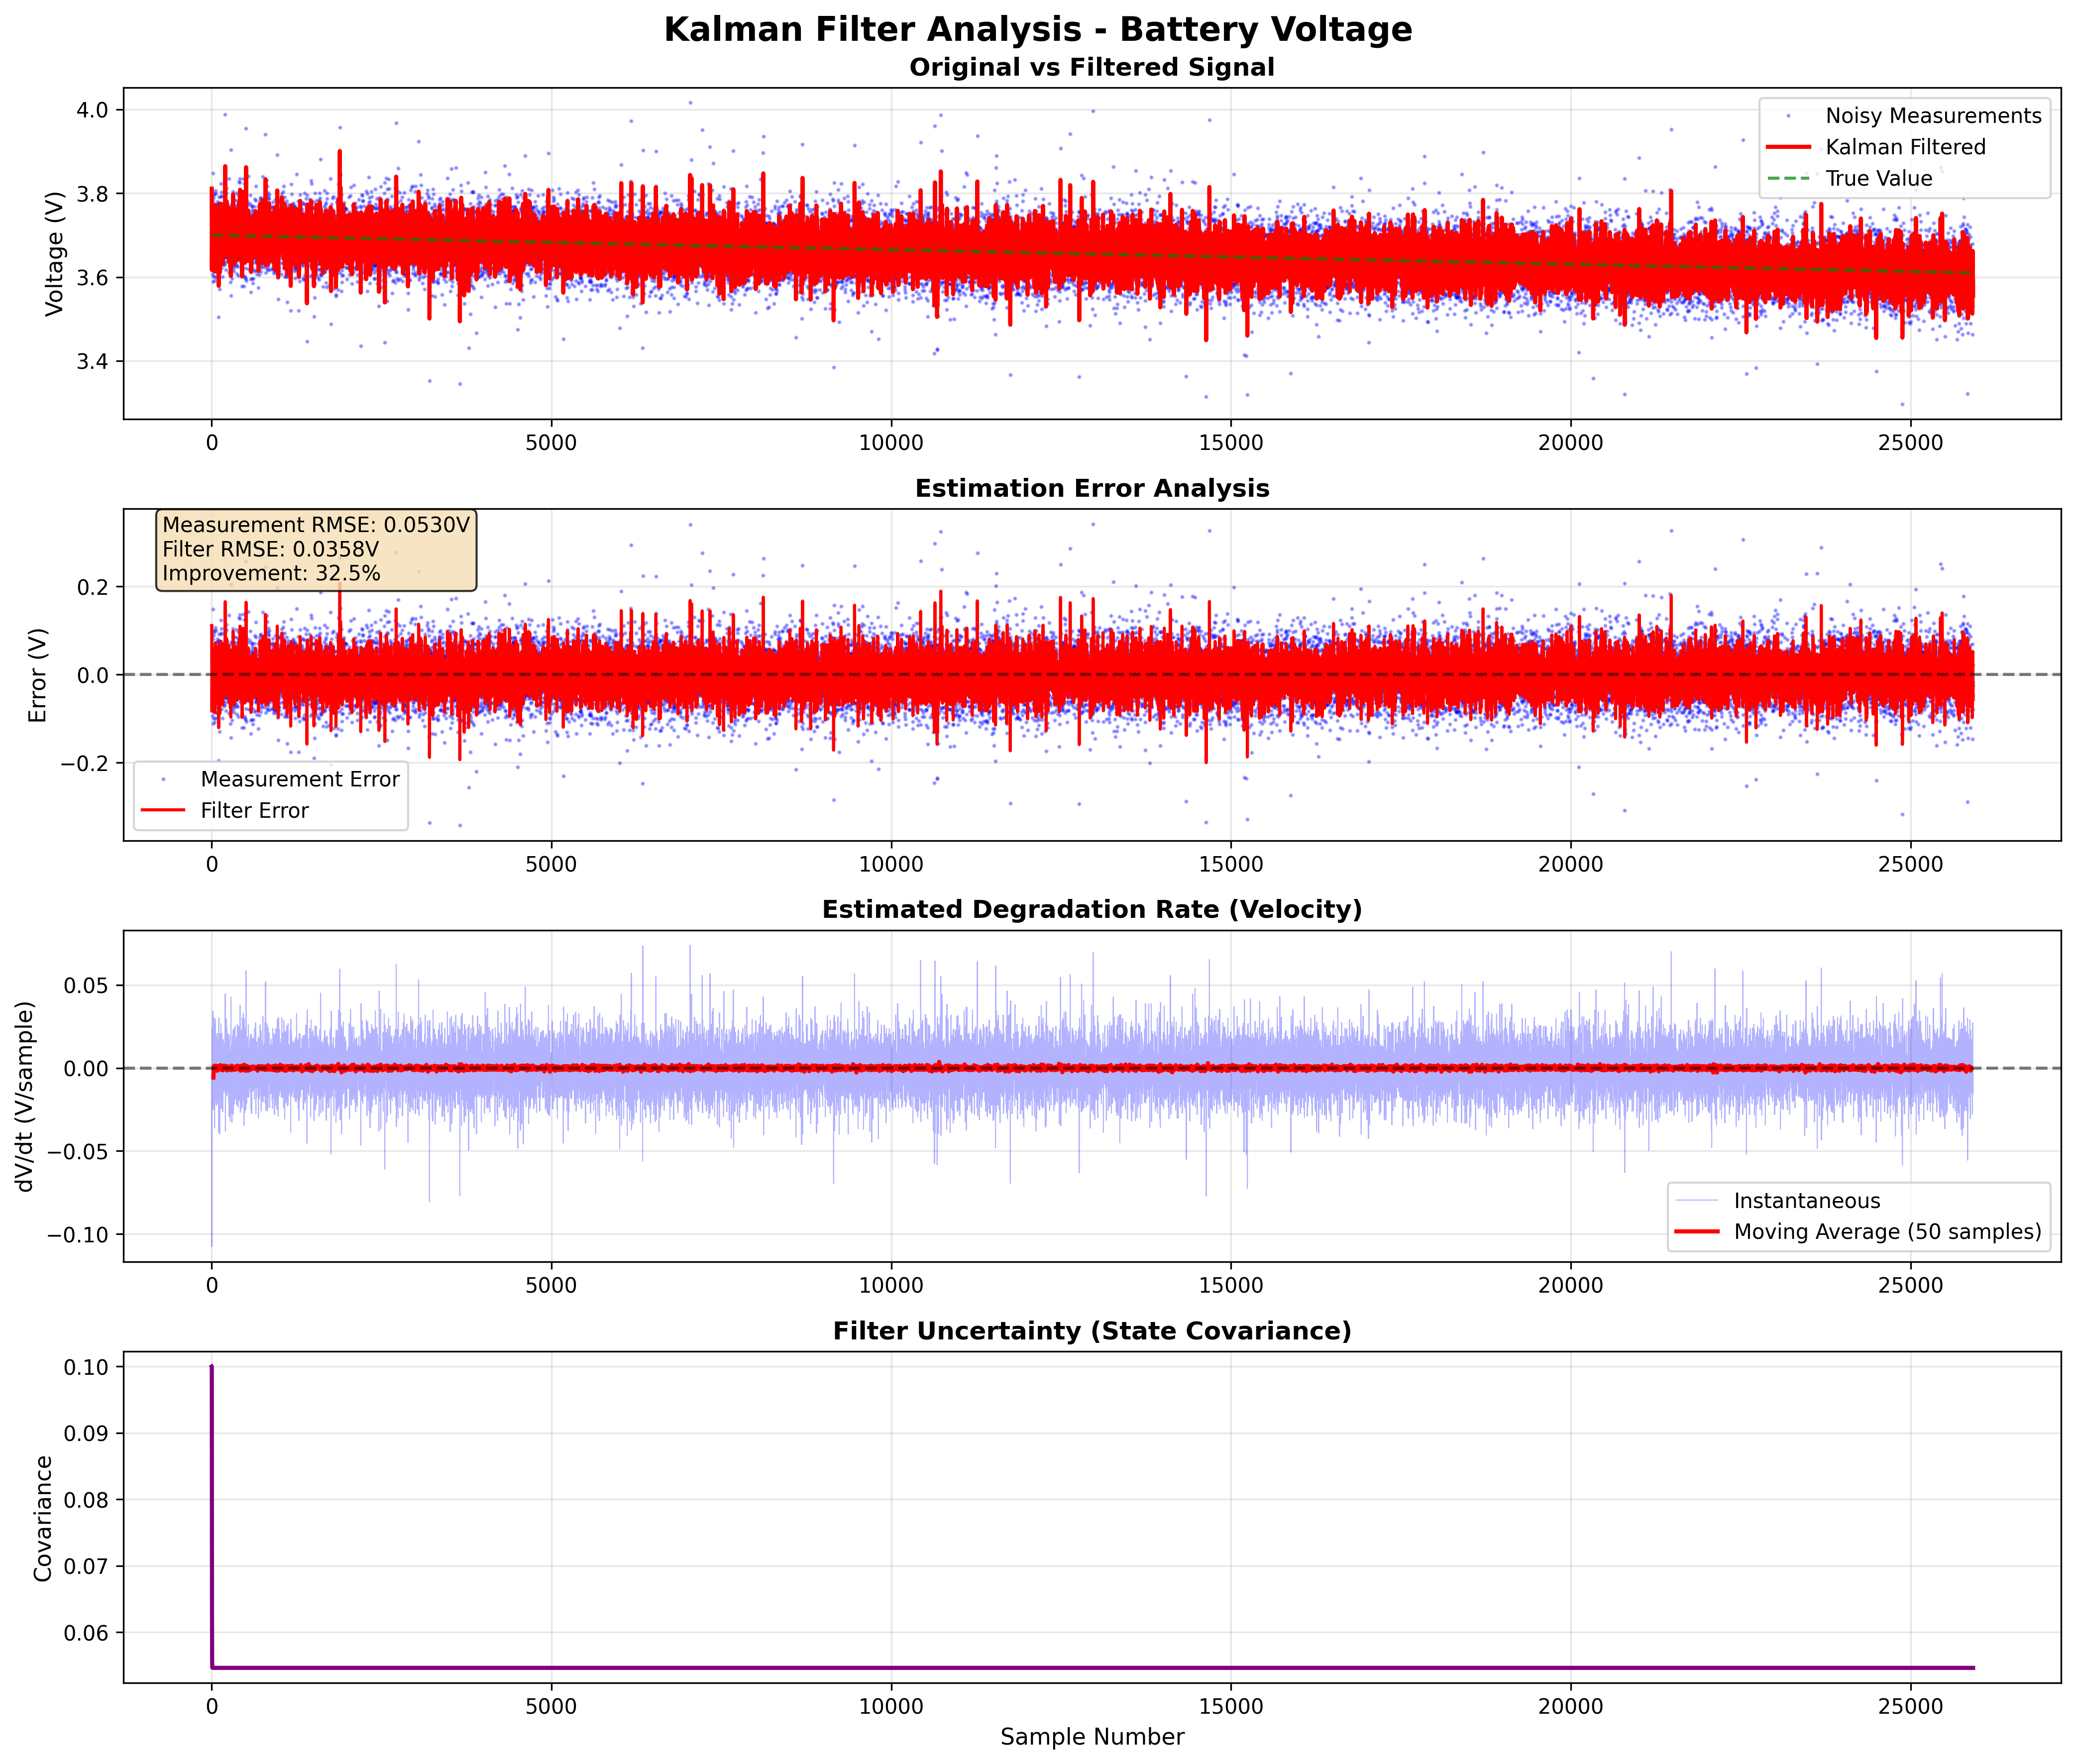 Kalman Filter Analysis - Battery Voltage
Original vs Filtered Signal
Voltage (V)
4.0
3.8
3.6
3.4
Noisy Measurements
Kalman Filtered
True Value
0
5000
10000
15000
20000
25000
Estimation Error Analysis
Error (V)
0.2
0.0
−0.2
Measurement RMSE: 0.0530V
Filter RMSE: 0.0358V
Improvement: 32.5%
Measurement Error
Filter Error
0
5000
10000
15000
20000
25000
Estimated Degradation Rate (Velocity)
dV/dt (V/sample)
0.05
0.00
−0.05
−0.10
Instantaneous
Moving Average (50 samples)
0
5000
10000
15000
20000
25000
Filter Uncertainty (State Covariance)
Covariance
0.10
0.09
0.08
0.07
0.06
0
5000
10000
15000
20000
25000
Sample Number